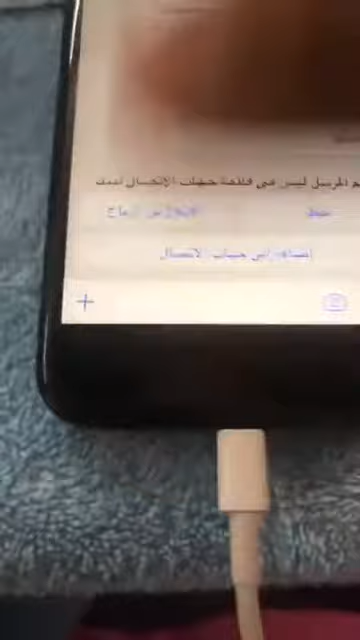 المرسل ليس في قائمة جهات الاتصال لديك
حظر
الإبلاغ عن إزعاج
إضافة إلى جهات الاتصال
+